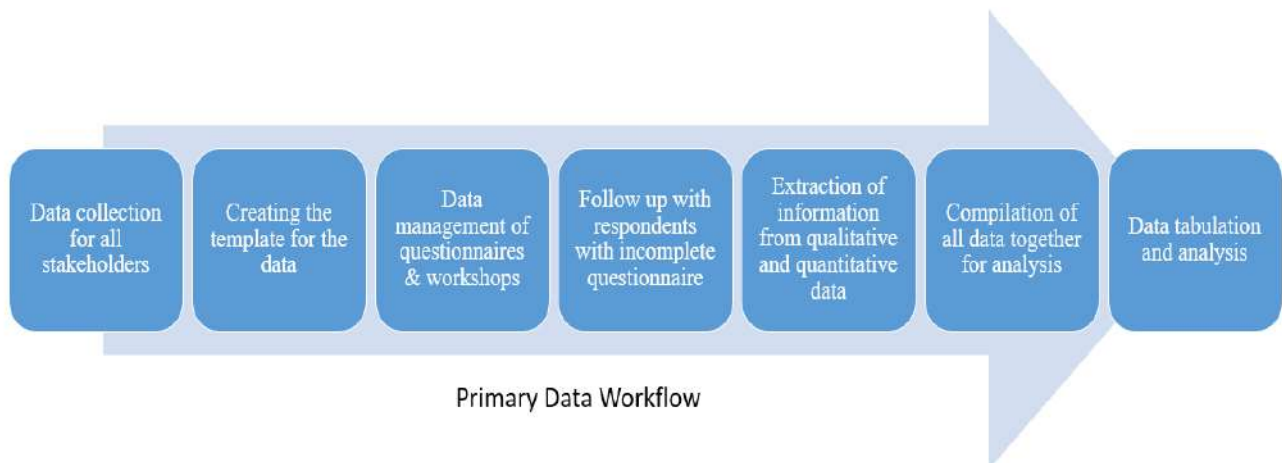 Data collection
for all
stakeholders
Creating the
template for the
data
Data
management of
questionnaires
& workshops
Follow up with
respondents
with incomplete
questionnaire
Extraction of
information
from qualitative
and quantitative
data
Compilation of
all data together
for analysis
Data tabulation
and analysis
Primary Data Workflow